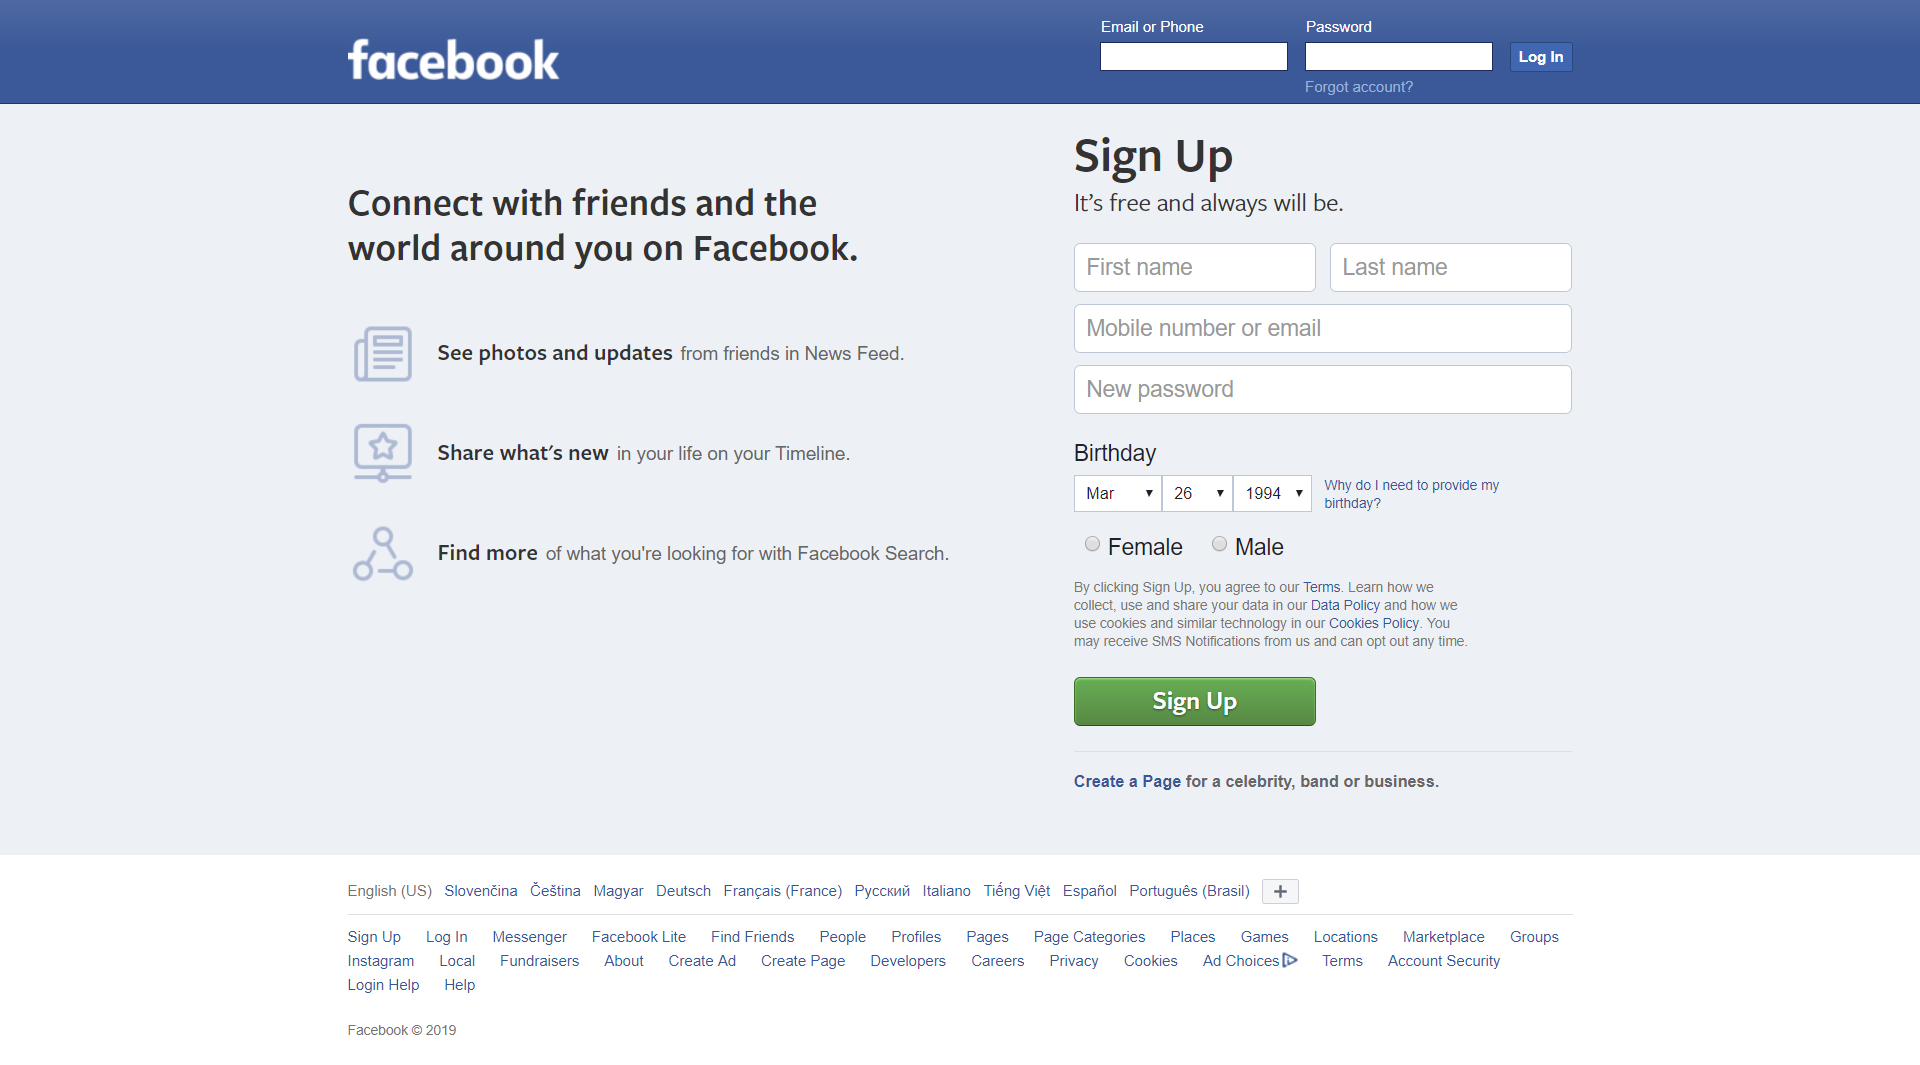 facebook
Email or Phone
Password
Log In
Forgot account?
Connect with friends and the
world around you on Facebook.
See photos and updates from friends in News Feed.
Share what's new in your life on your Timeline.
Find more of what you're looking for with Facebook Search.
Sign Up
It’s free and always will be.
First name
Last name
Mobile number or email
New password
Birthday
Mar 26 1994
Why do I need to provide my
birthday?
Female Male
By clicking Sign Up, you agree to our Terms. Learn how we
collect, use and share your data in our Data Policy and how we
use cookies and similar technology in our Cookies Policy. You
may receive SMS Notifications from us and can opt out any time.
Sign Up
Create a Page for a celebrity, band or business.
English (US) Slovenčina Čeština Magyar Deutsch Français (France) Русский Italiano Tiếng Việt Español Português (Brasil) +
Sign Up Log In Messenger Facebook Lite Find Friends People Profiles Pages Page Categories Places Games Locations Marketplace Groups
Instagram Local Fundraisers About Create Ad Create Page Developers Careers Privacy Cookies Ad Choices Terms Account Security
Login Help Help
Facebook © 2019